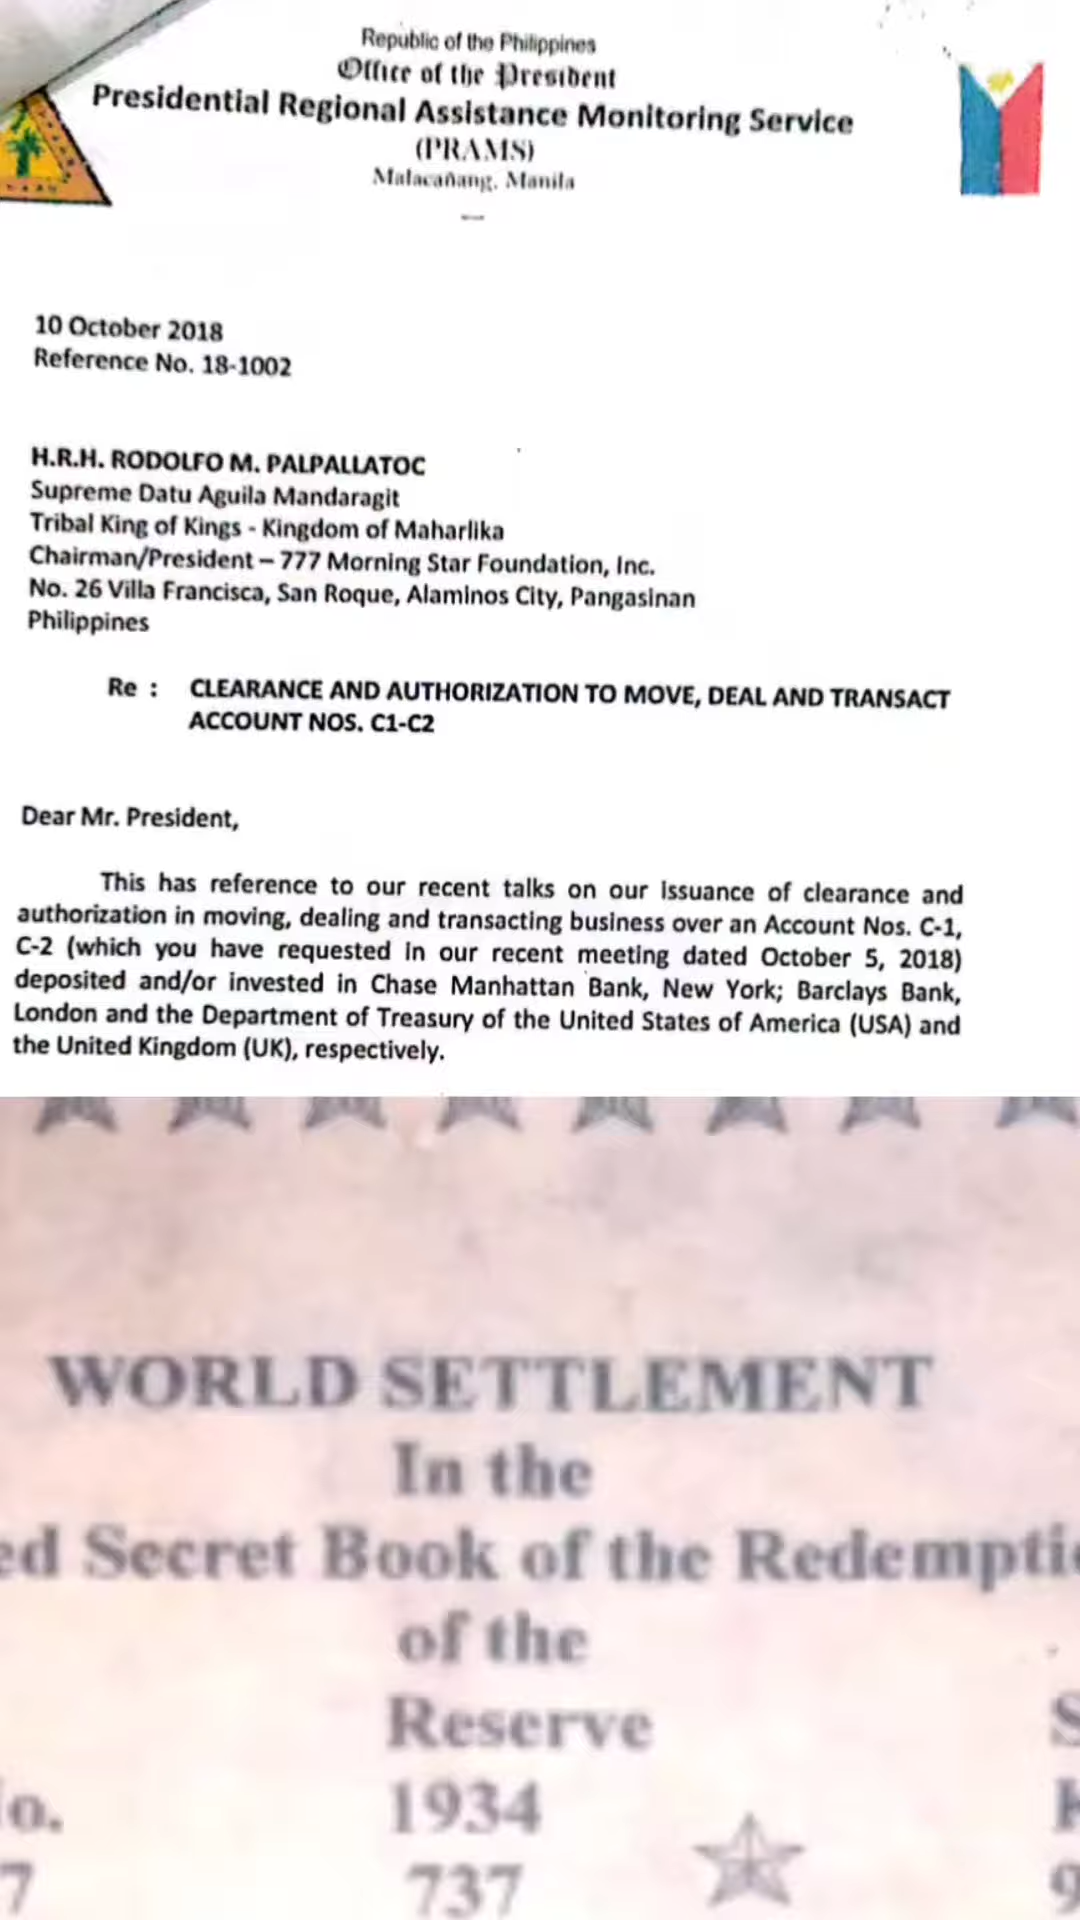 Republic of the Philippines
Office of the President
Presidential Regional Assistance Monitoring Service
(PRAMS)
Malacañang, Manila
10 October 2018
Reference No. 18-1002
H.R.H. RODOLFO M. PALPALLATOC
Supreme Datu Aguila Mandaragit
Tribal King of Kings - Kingdom of Maharlika
Chairman/President – 777 Morning Star Foundation, Inc.
No. 26 Villa Francisca, San Roque, Alaminos City, Pangasinan
Philippines
Re : CLEARANCE AND AUTHORIZATION TO MOVE, DEAL AND TRANSACT
ACCOUNT NOS. C1-C2
Dear Mr. President,
This has reference to our recent talks on our issuance of clearance and
authorization in moving, dealing and transacting business over an Account Nos. C-1,
C-2 (which you have requested in our recent meeting dated October 5, 2018)
deposited and/or invested in Chase Manhattan Bank, New York; Barclays Bank,
London and the Department of Treasury of the United States of America (USA) and
the United Kingdom (UK), respectively.
WORLD SETTLEMENT
In the
ed Secret Book of the Redempti
of the
Reserve
o. 1934
7 737 9